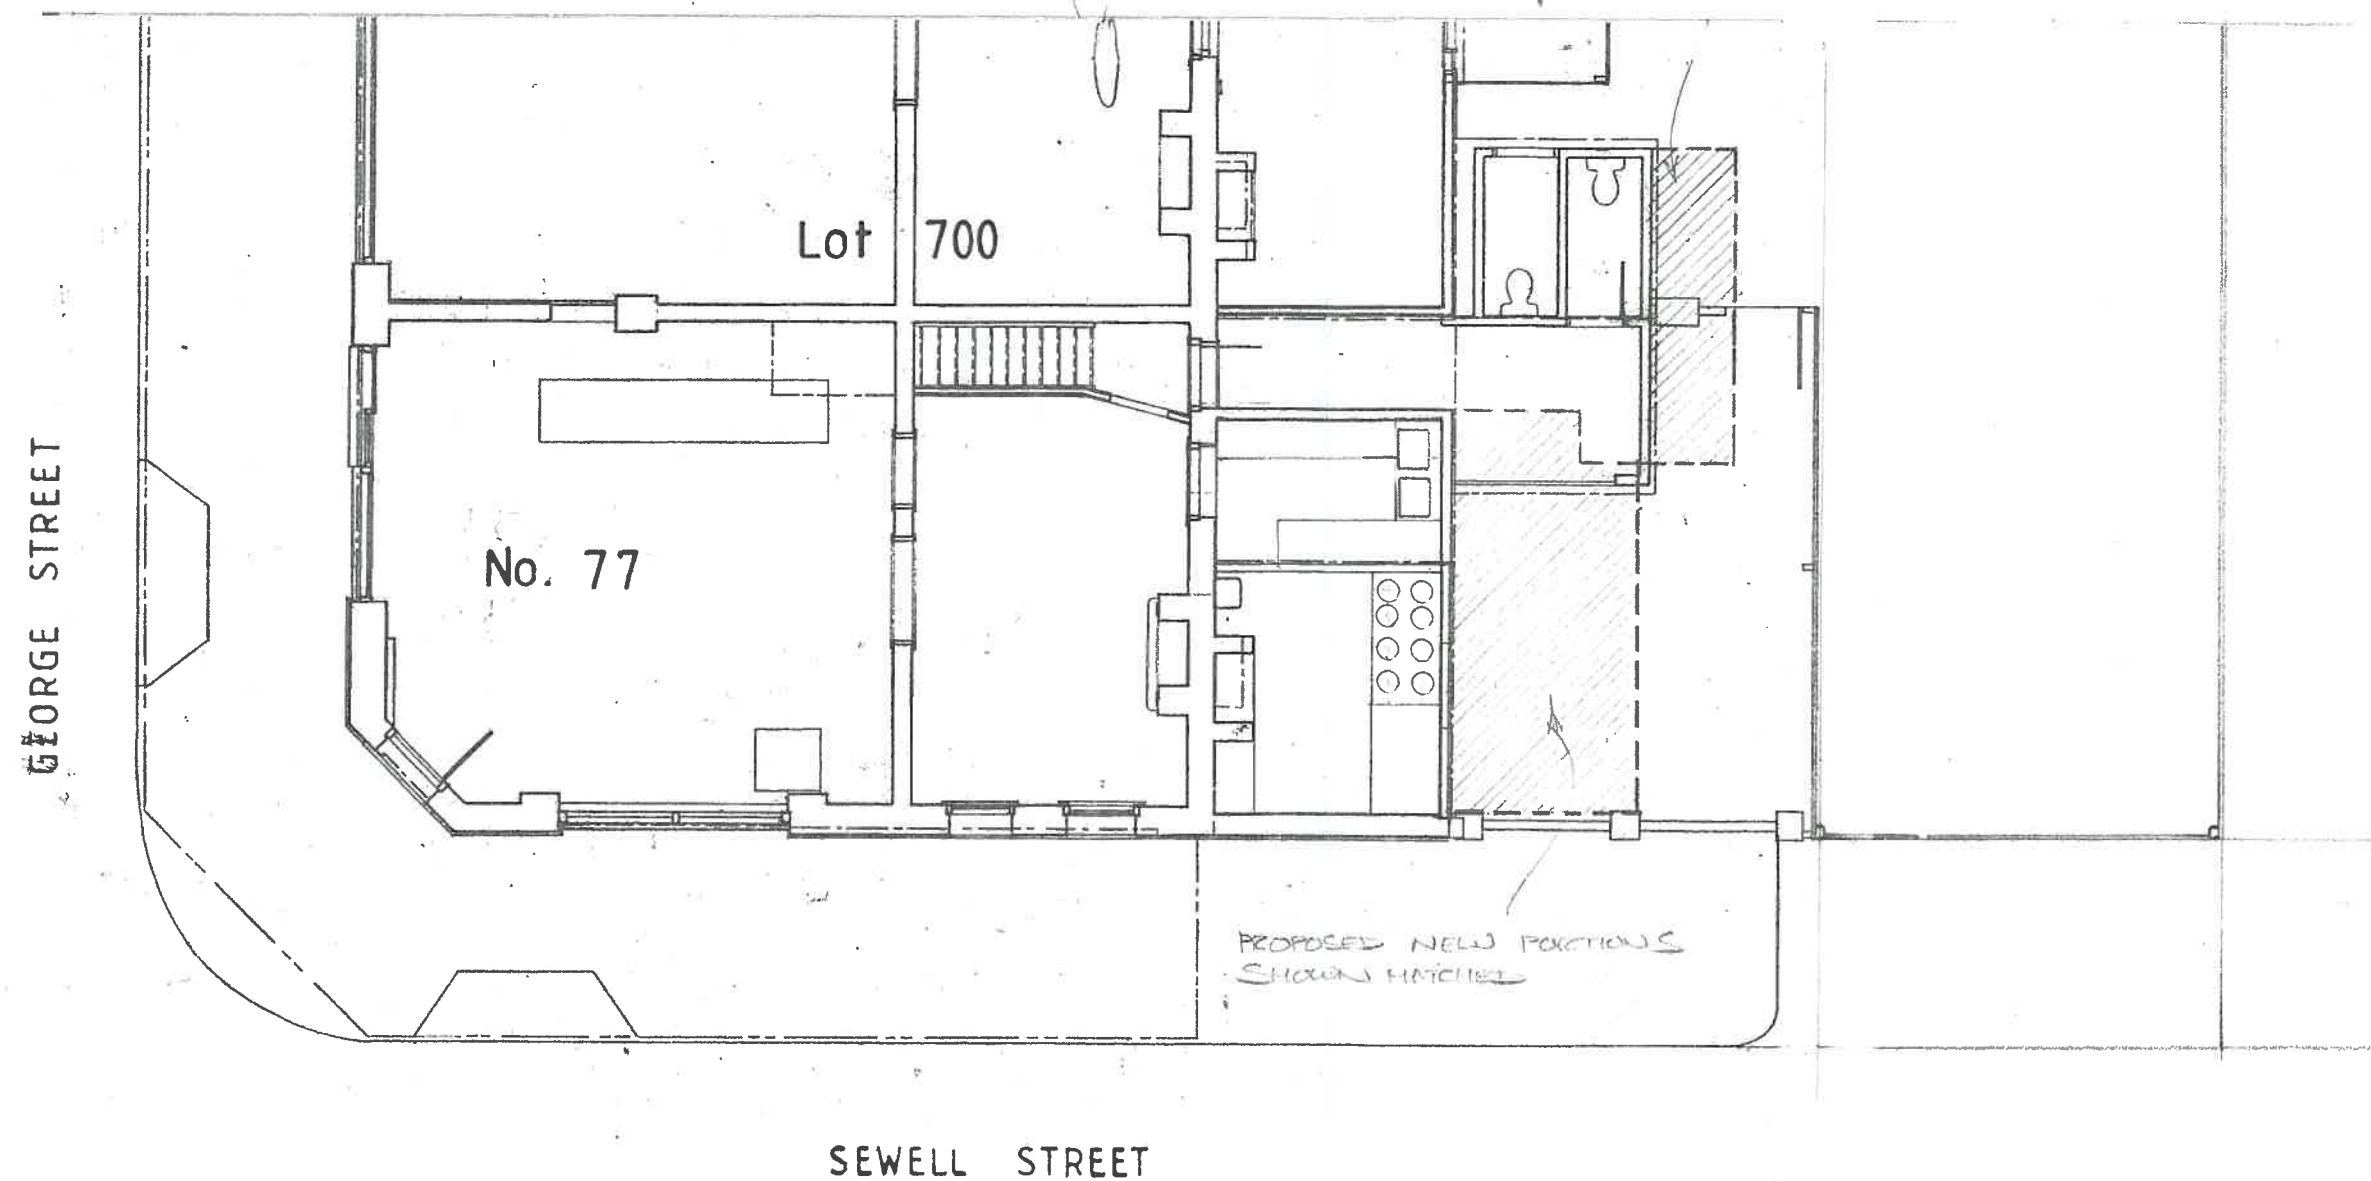 Lot 700
No. 77
GEORGE STREET
PROPOSED NEW PORTIONS
SHOWN HATCHED
SEWELL STREET